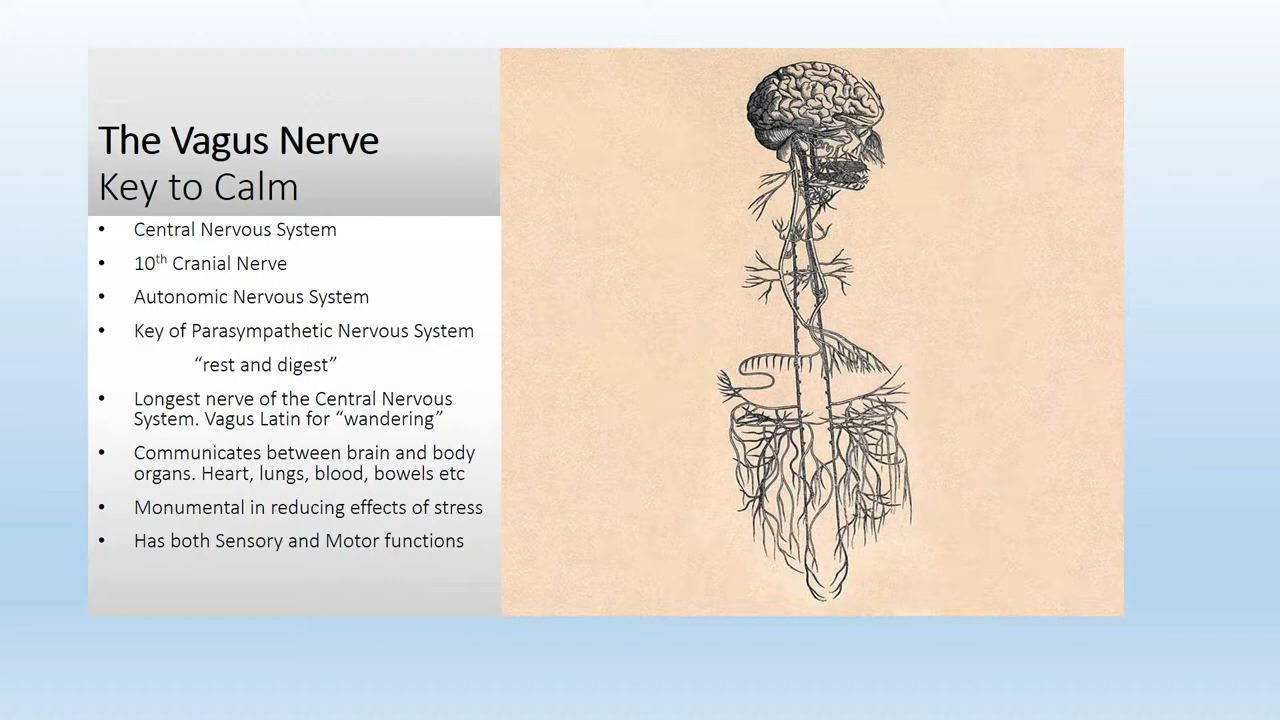 The Vagus Nerve
Key to Calm
• Central Nervous System
• 10th Cranial Nerve
• Autonomic Nervous System
• Key of Parasympathetic Nervous System
“rest and digest”
• Longest nerve of the Central Nervous
System. Vagus Latin for “wandering”
• Communicates between brain and body
organs. Heart, lungs, blood, bowels etc
• Monumental in reducing effects of stress
• Has both Sensory and Motor functions